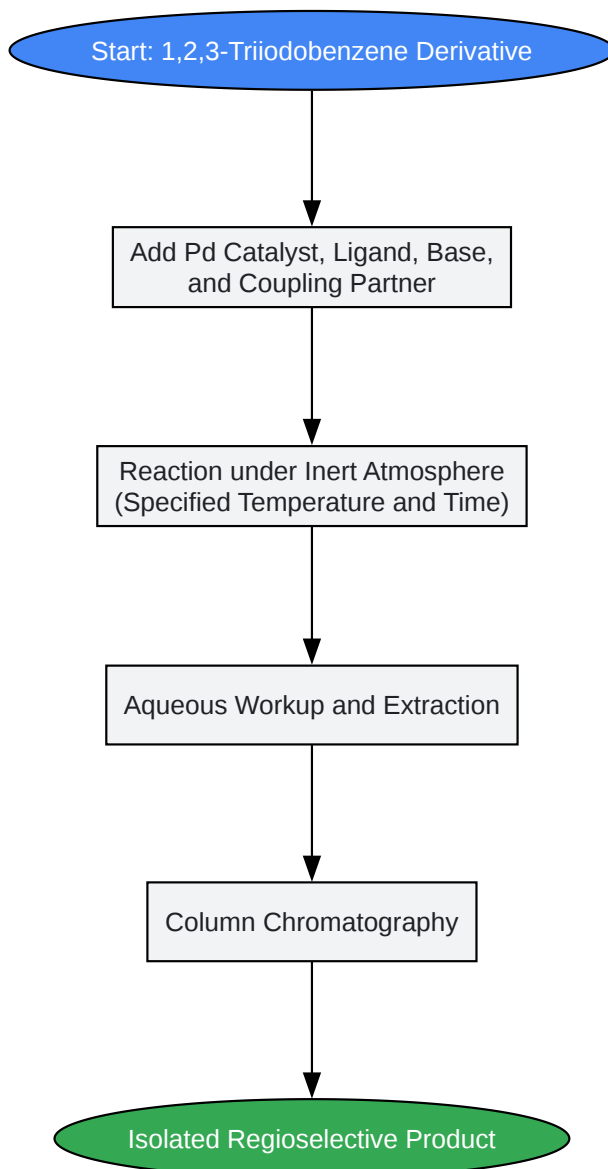 Start: 1,2,3-Triiodobenzene Derivative
Add Pd Catalyst, Ligand, Base,
and Coupling Partner
Reaction under Inert Atmosphere
(Specified Temperature and Time)
Aqueous Workup and Extraction
Column Chromatography
Isolated Regioselective Product